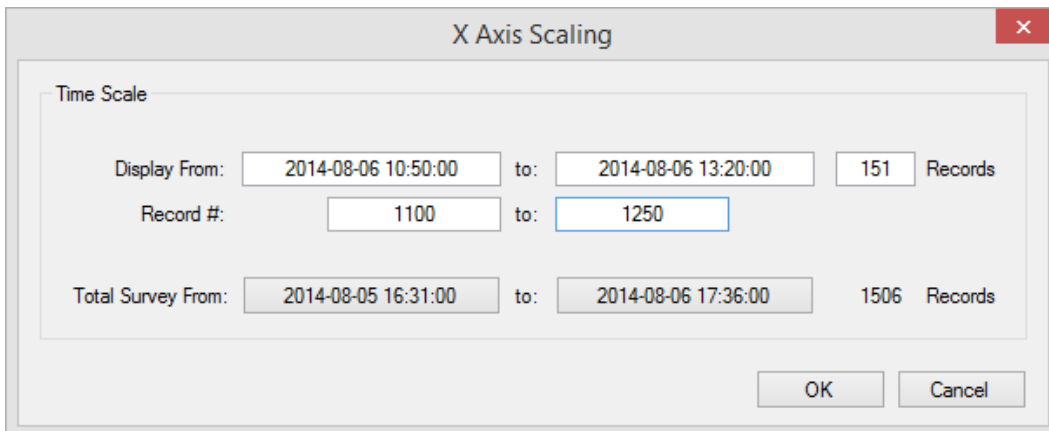 X Axis Scaling
Time Scale
Display From: 2014-08-06 10:50:00 to: 2014-08-06 13:20:00 151 Records
Record #: 1100 to: 1250
Total Survey From: 2014-08-05 16:31:00 to: 2014-08-06 17:36:00 1506 Records
OK Cancel